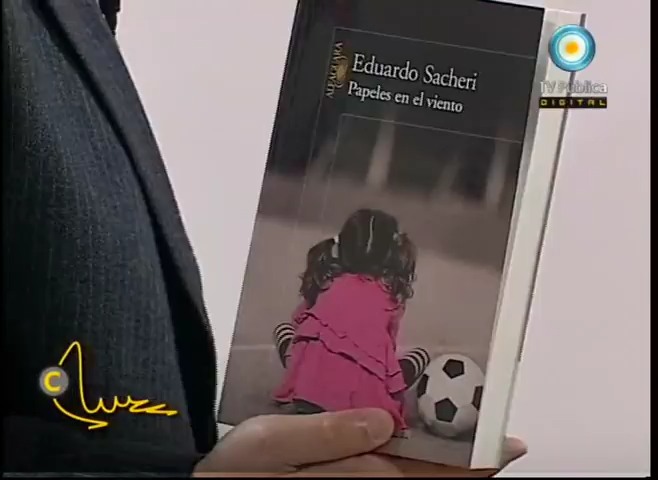 Eduardo Sacheri
Papeles en el viento
ALFAGUARA
TV Pública
DIGITAL
C